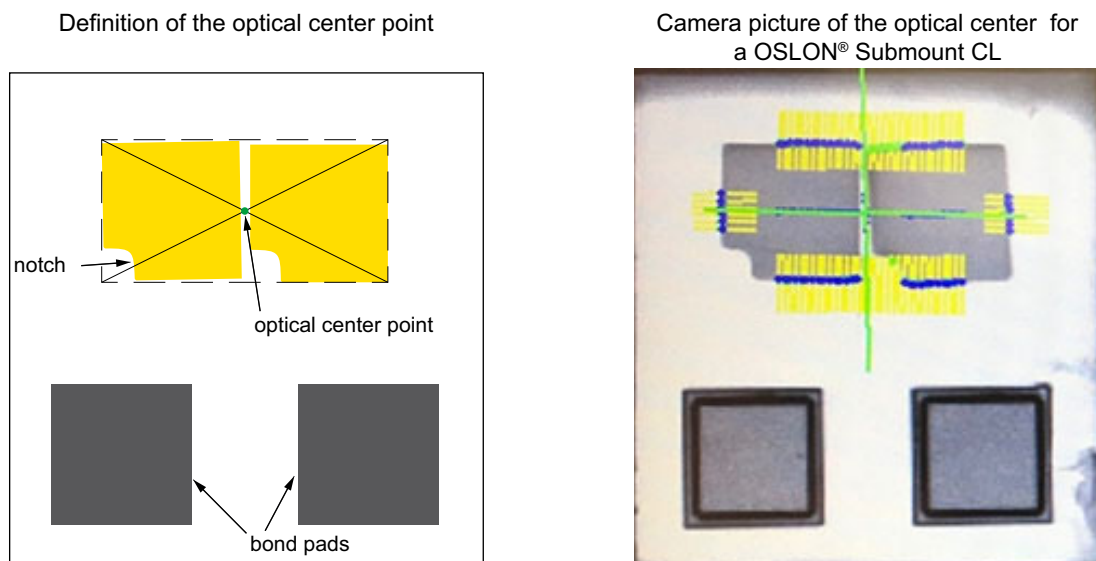 Definition of the optical center point
Camera picture of the optical center for
a OSLON® Submount CL
notch
optical center point
bond pads